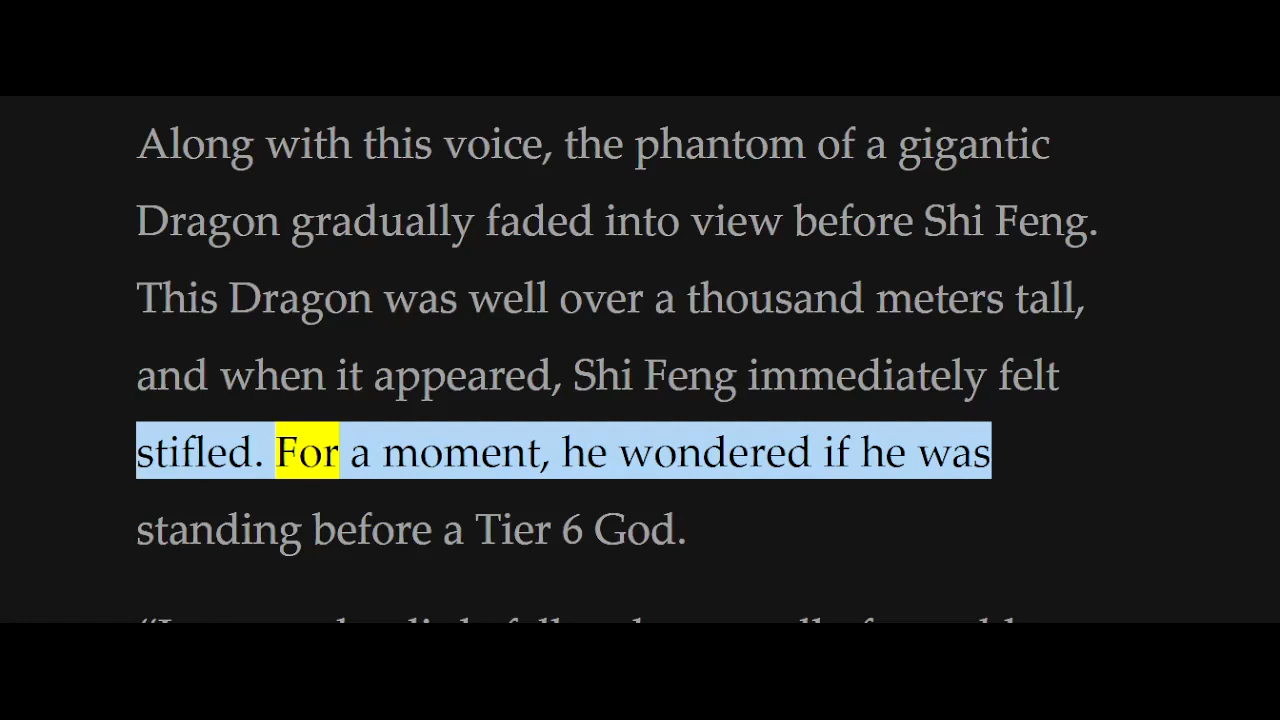 Along with this voice, the phantom of a gigantic
Dragon gradually faded into view before Shi Feng.
This Dragon was well over a thousand meters tall,
and when it appeared, Shi Feng immediately felt
stifled. For a moment, he wondered if he was
standing before a Tier 6 God.